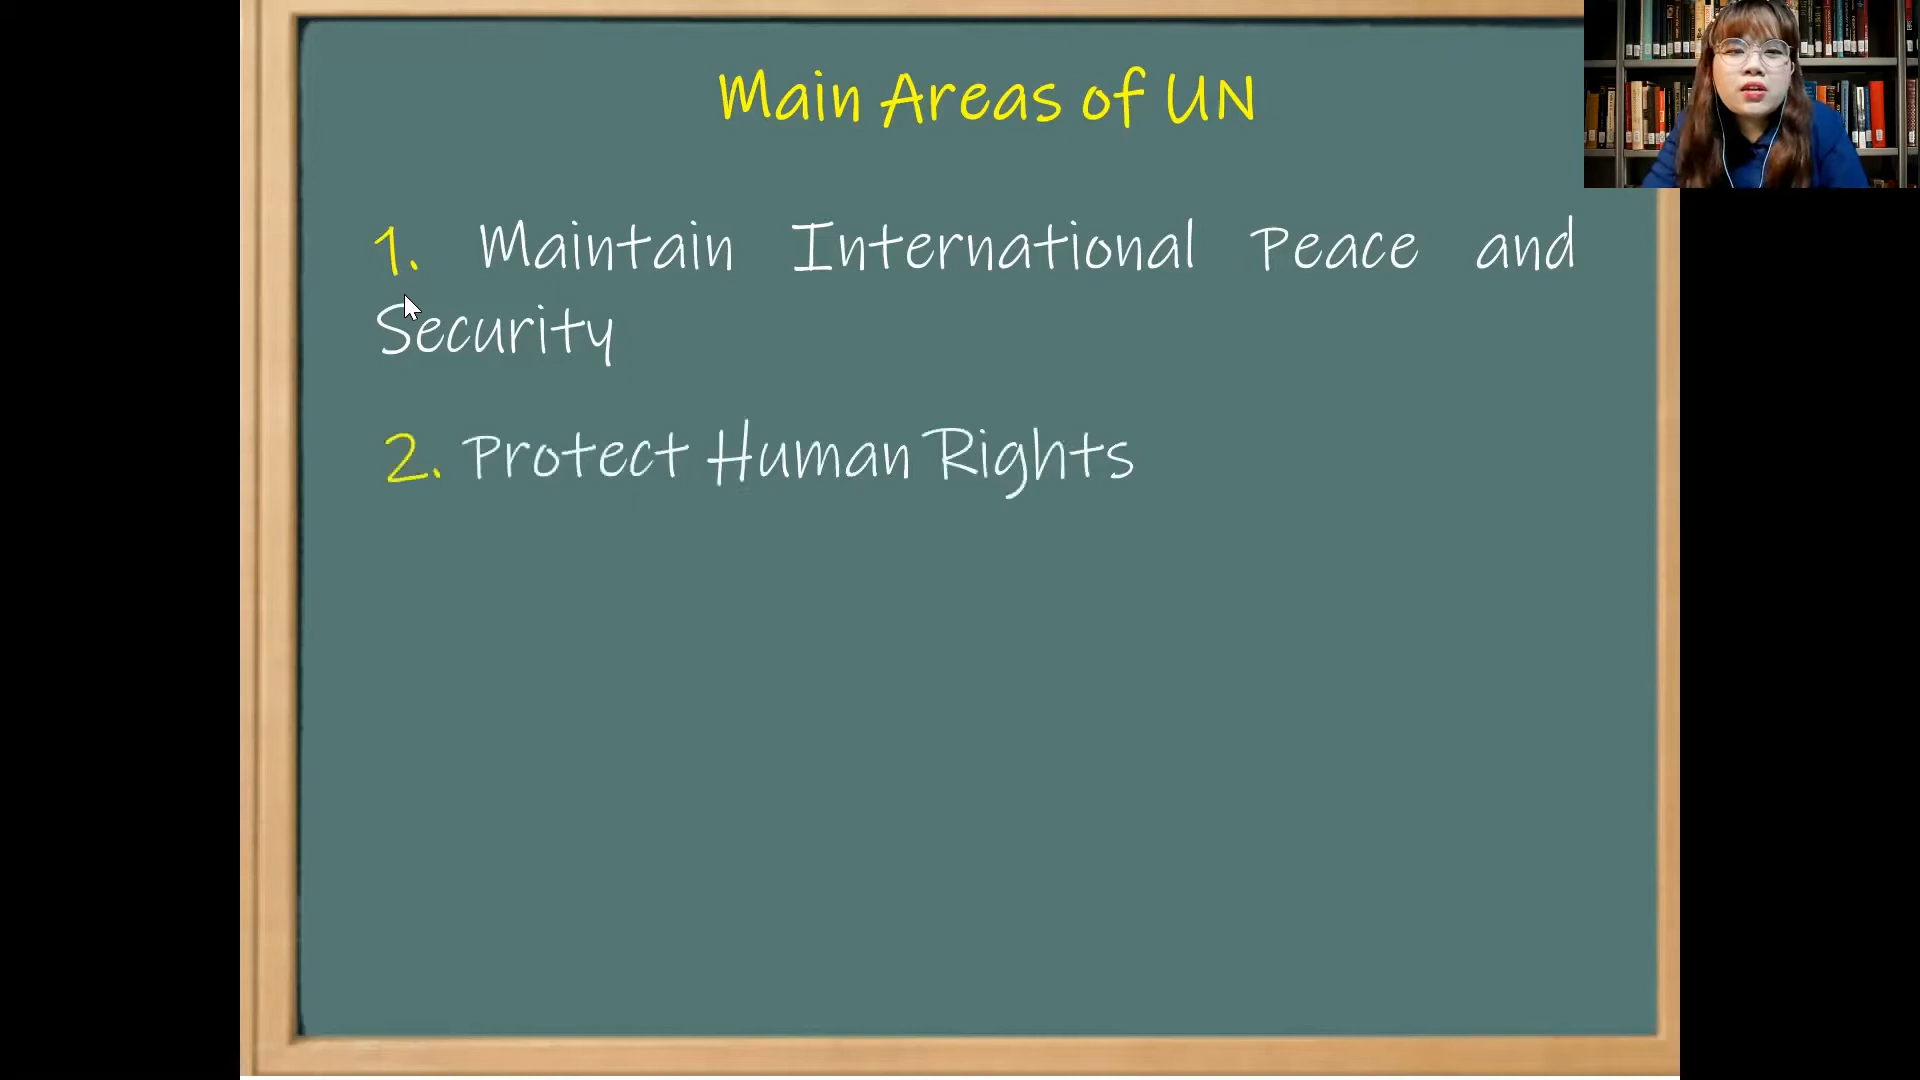 Main Areas of UN
1. Maintain International Peace and
Security
2. Protect Human Rights